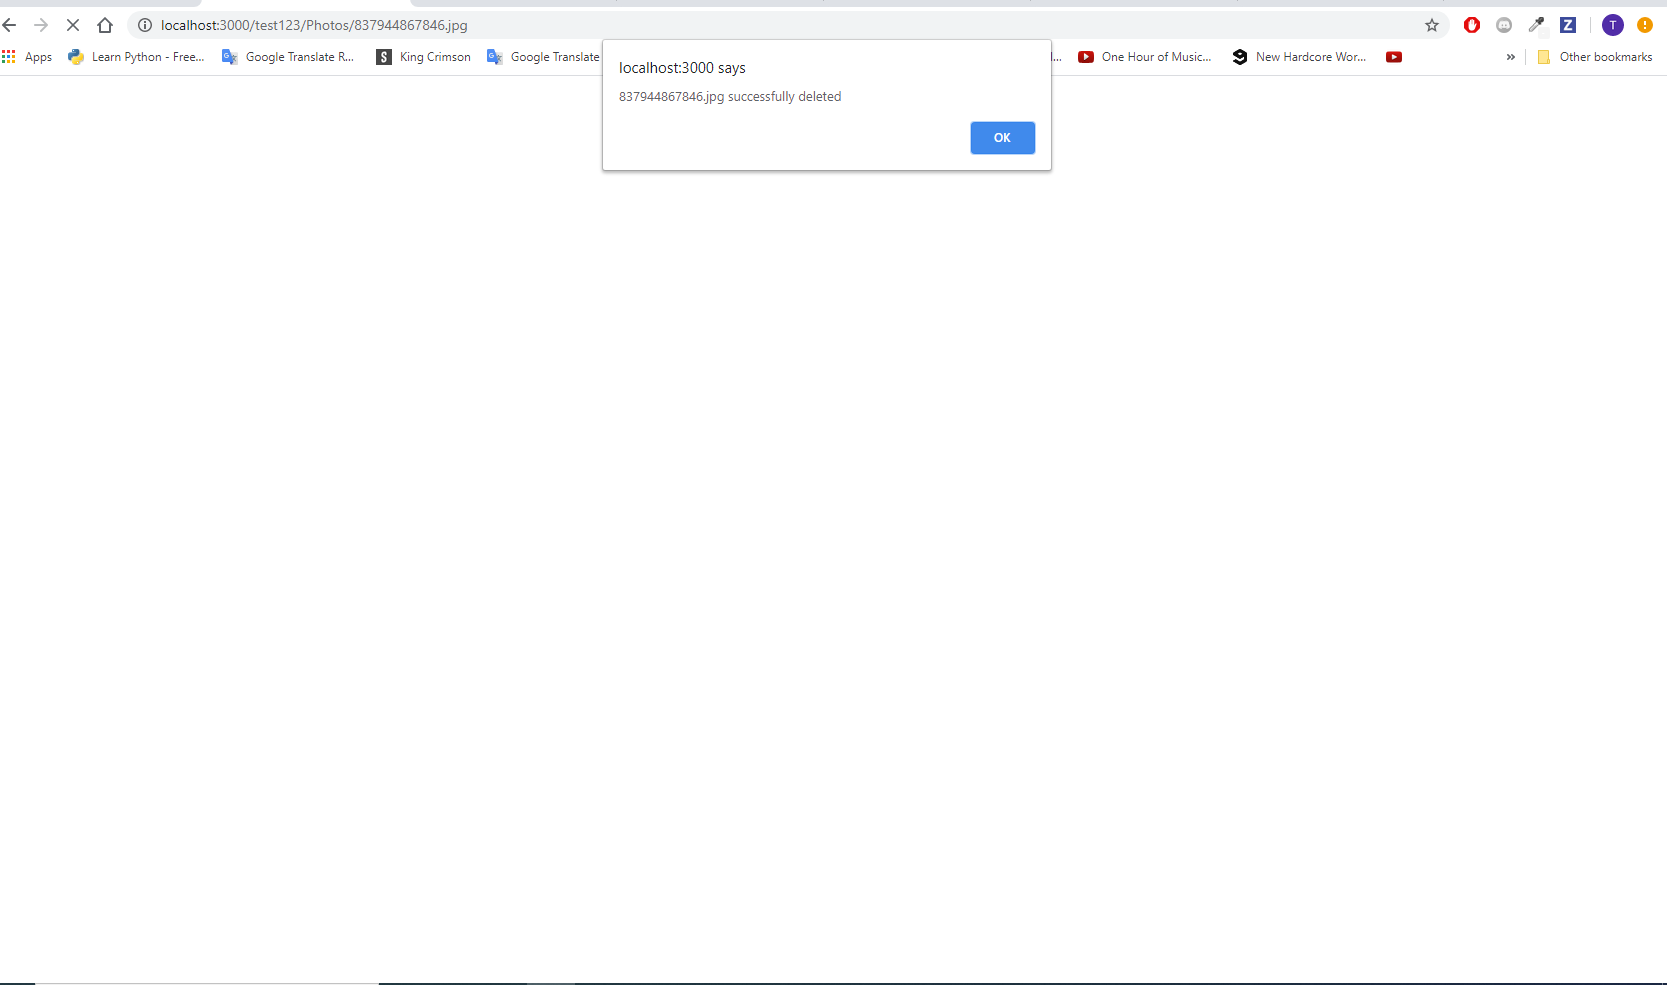 localhost:3000/test123/Photos/837944867846.jpg
T
Apps Learn Python - Free... Google Translate R... S King Crimson Google Translate l... One Hour of Music... New Hardcore Wor... » Other bookmarks
Z
localhost:3000 says
837944867846.jpg successfully deleted
OK